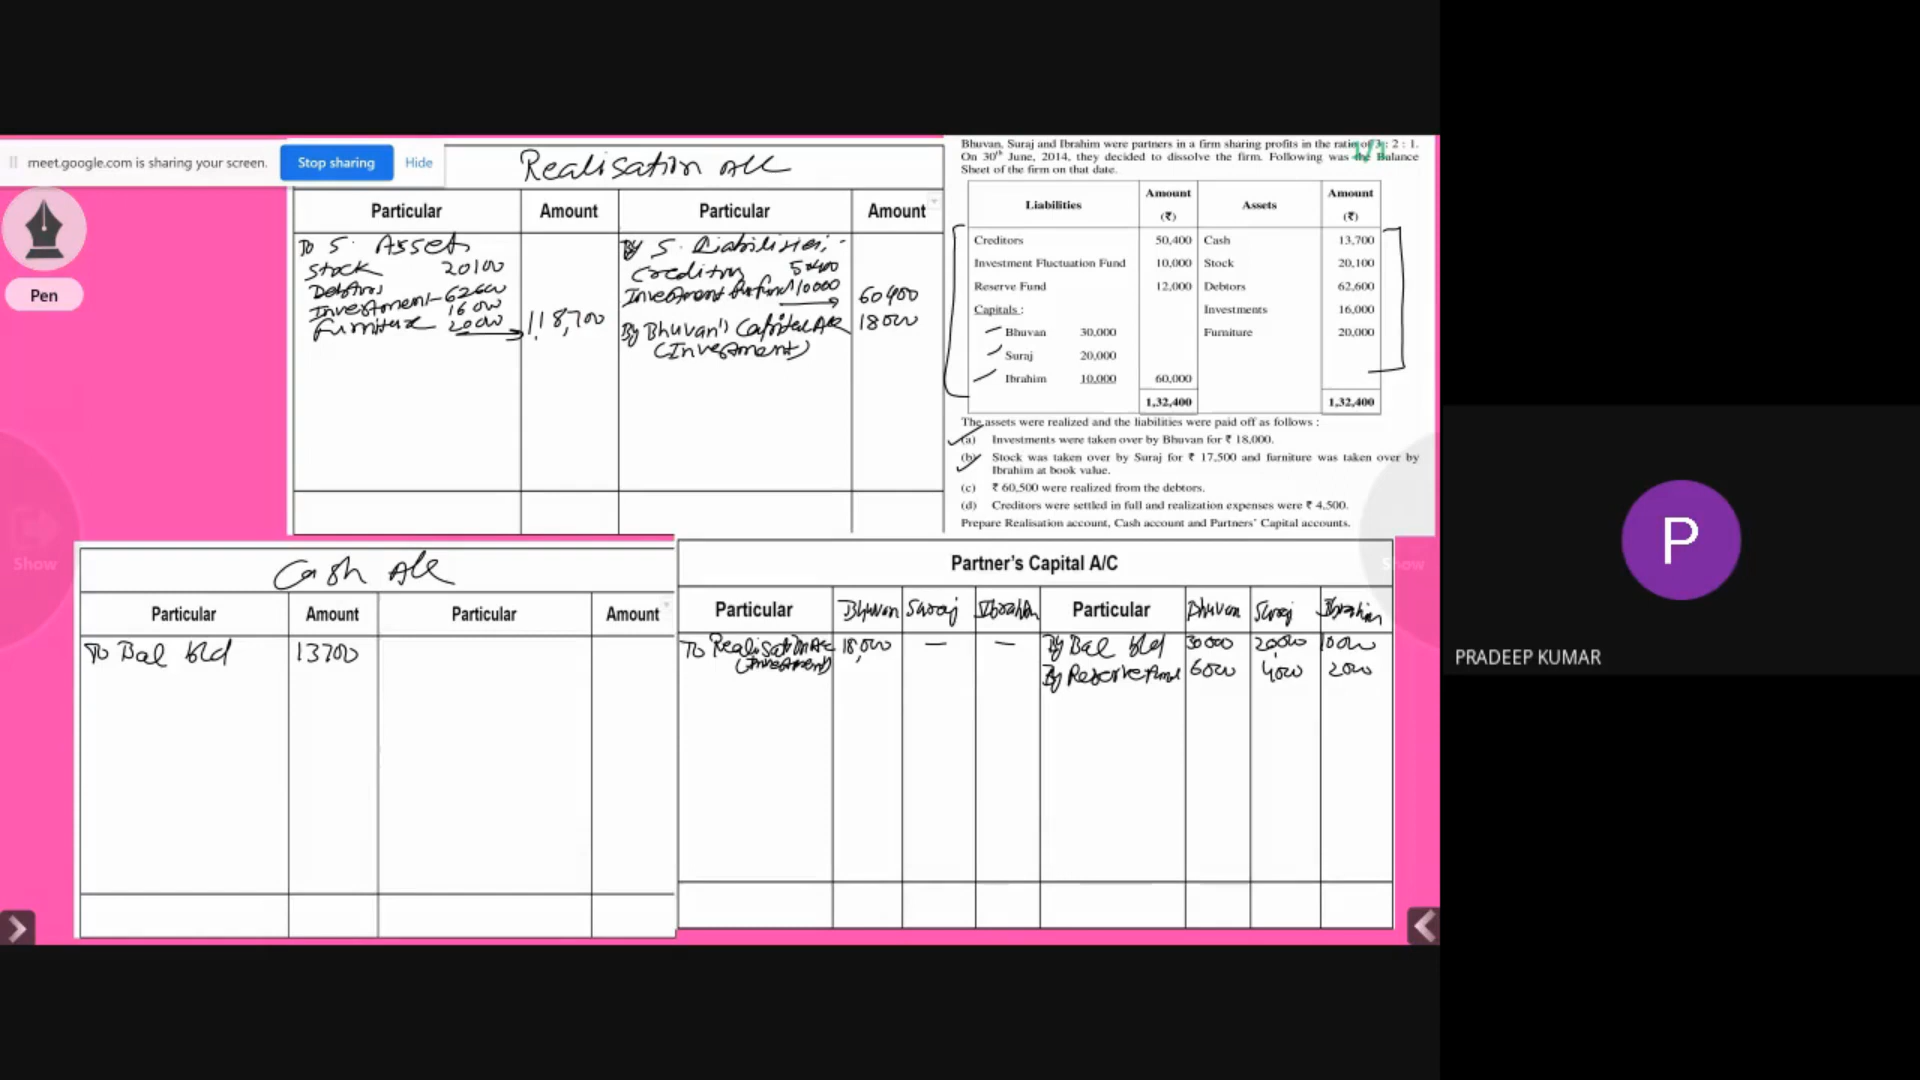 meet.google.com is sharing your screen. Stop sharing Hide
Pen
Show
Realisation A/c
Particular Amount Particular Amount
To S. Assets
Stock 20100
Debtors 62600
Investment - 16000
Furniture 20000 118,700
By S. Liabilities:-
Creditors 50400
Investment 10000 60400
By Bhuvan's Capital A/c 18000
(Investment)
Bhuvan, Suraj and Ibrahim were partners in a firm sharing profits in the ratio of 3 : 2 : 1.
On 30th June, 2014, they decided to dissolve the firm. Following was the Balance
Sheet of the firm on that date.
Liabilities Amount (₹) Assets Amount (₹)
Creditors 50,400 Cash 13,700
Investment Fluctuation Fund 10,000 Stock 20,100
Reserve Fund 12,000 Debtors 62,600
Capitals : Investments 16,000
Bhuvan 30,000 Furniture 20,000
Suraj 20,000
Ibrahim 10,000 60,000
1,32,400 1,32,400
The assets were realized and the liabilities were paid off as follows :
(a) Investments were taken over by Bhuvan for ₹ 18,000.
(b) Stock was taken over by Suraj for ₹ 17,500 and furniture was taken over by
Ibrahim at book value.
(c) ₹ 60,500 were realized from the debtors.
(d) Creditors were settled in full and realization expenses were ₹ 4,500.
Prepare Realisation account, Cash account and Partners' Capital accounts.
Show
Cash A/c
Particular Amount Particular Amount
To Bal b/d 13700
Partner's Capital A/C
Particular Bhuvan Suraj Ibrahim Particular Bhuvan Suraj Ibrahim
To Realisation A/c 18,000 — — By Bal b/d 30000 20000 10000
(Investment) By Reserve Fund 6000 4000 2000
P
PRADEEP KUMAR